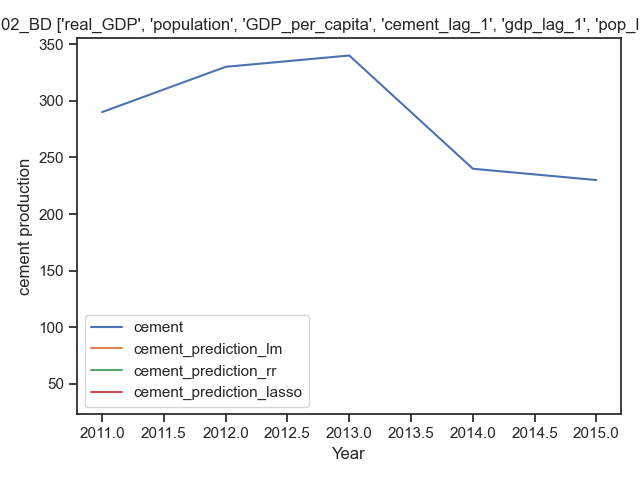 02_BD ['real_GDP', 'population', 'GDP_per_capita', 'cement_lag_1', 'gdp_lag_1', 'pop_l
350
300
250
200
150
100
50
cement production
cement
cement_prediction_lm
cement_prediction_rr
cement_prediction_lasso
2011.0 2011.5 2012.0 2012.5 2013.0 2013.5 2014.0 2014.5 2015.0
Year